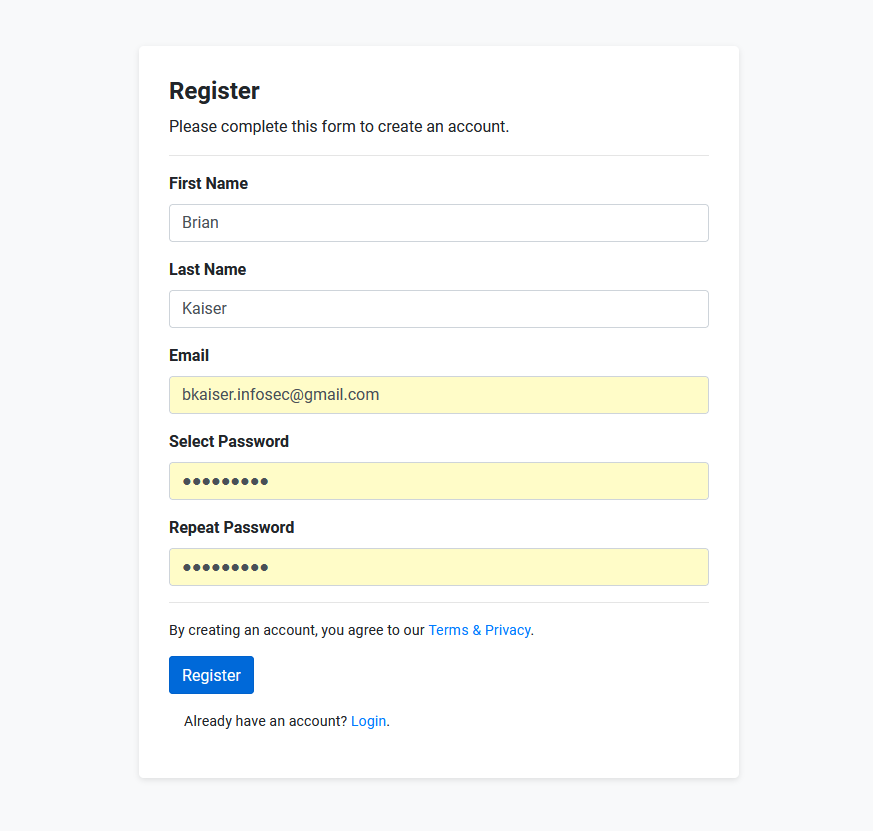 Register
Please complete this form to create an account.
First Name
Brian
Last Name
Kaiser
Email
bkaiser.infosec@gmail.com
Select Password
●●●●●●●●●
Repeat Password
●●●●●●●●●
By creating an account, you agree to our Terms & Privacy.
Register
Already have an account? Login.